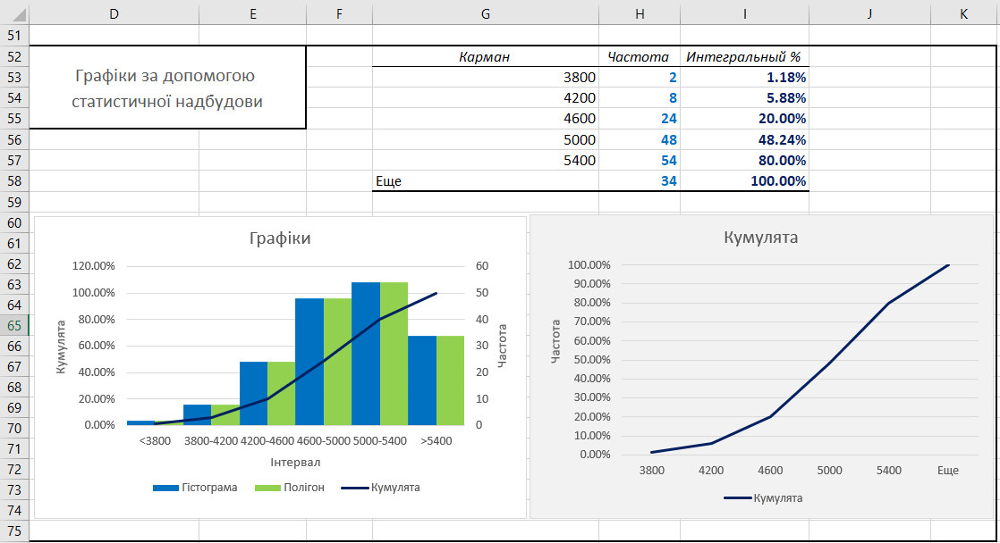 D E F G H I J K
51
52 Карман Частота Интегральный %
53 Графіки за допомогою 3800 2 1.18%
54 статистичної надбудови 4200 8 5.88%
55 4600 24 20.00%
56 5000 48 48.24%
57 5400 54 80.00%
58 Еще 34 100.00%
59
60
61
62
63
64
65
66
67
68
69
70
71
72
73
74
75
Графіки
120.00% 60
100.00% 50
80.00% 40
60.00% 30
40.00% 20
20.00% 10
0.00% 0
Кумулята
Частота
<3800 3800-4200 4200-4600 4600-5000 5000-5400 >5400
Інтервал
Гістограма Полігон Кумулята
Кумулята
100.00%
90.00%
80.00%
70.00%
60.00%
50.00%
40.00%
30.00%
20.00%
10.00%
0.00%
Частота
3800 4200 4600 5000 5400 Еще
Кумулята